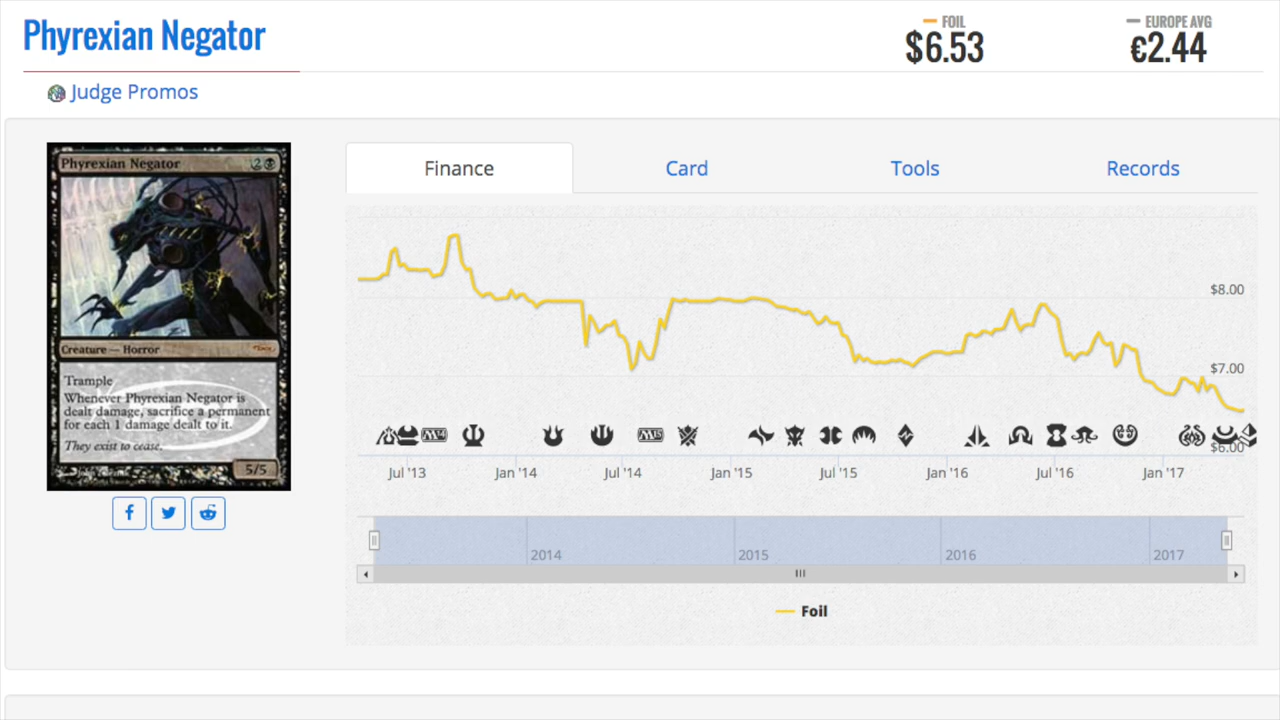 Phyrexian Negator
FOIL
$6.53
EUROPE AVG
€2.44
Judge Promos
Phyrexian Negator 2
Creature — Horror
Trample
Whenever Phyrexian Negator is
dealt damage, sacrifice a permanent
for each 1 damage dealt to it.
They exist to cease.
5/5
Finance
Card
Tools
Records
$8.00
$7.00
$6.00
Jul '13
Jan '14
Jul '14
Jan '15
Jul '15
Jan '16
Jul '16
Jan '17
2014
2015
2016
2017
Foil